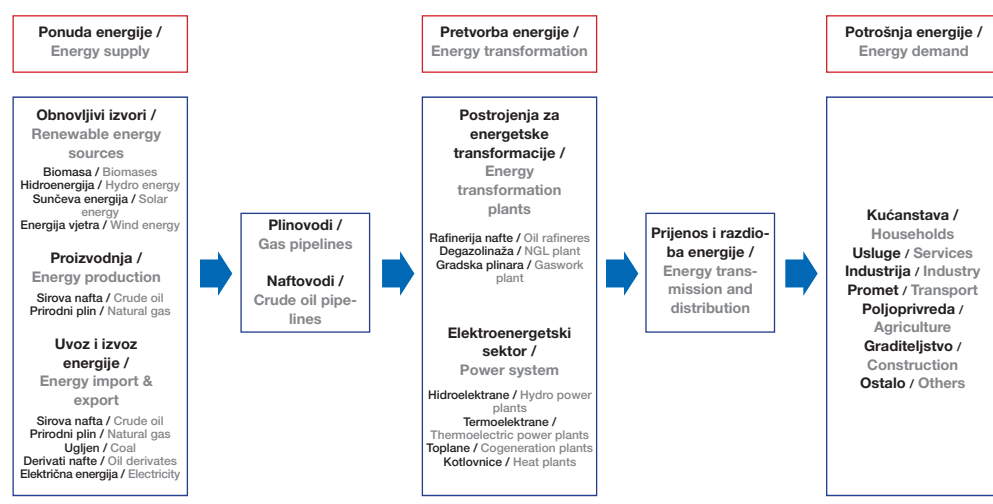 Ponuda energije /
Energy supply
Pretvorba energije /
Energy transformation
Potrošnja energije /
Energy demand
Obnovljivi izvori /
Renewable energy
sources
Biomasa / Biomases
Hidroenergija / Hydro energy
Sunčeva energija / Solar
energy
Energija vjetra / Wind energy
Proizvodnja /
Energy production
Sirova nafta / Crude oil
Prirodni plin / Natural gas
Uvoz i izvoz
energije /
Energy import &
export
Sirova nafta / Crude oil
Prirodni plin / Natural gas
Ugljen / Coal
Derivati nafte / Oil derivates
Električna energija / Electricity
Plinovodi /
Gas pipelines
Naftovodi /
Crude oil pipe-
lines
Postrojenja za
energetske
transformacije /
Energy
transformation
plants
Rafinerija nafte / Oil rafineres
Degazolinaža / NGL plant
Gradska plinara / Gaswork
plant
Elektroenergetski
sektor /
Power system
Hidroelektrane / Hydro power
plants
Termoelektrane /
Thermoelectric power plants
Toplane / Cogeneration plants
Kotlovnice / Heat plants
Prijenos i razdio-
ba energije /
Energy trans-
mission and
distribution
Kućanstava /
Households
Usluge / Services
Industrija / Industry
Promet / Transport
Poljoprivreda /
Agriculture
Graditeljstvo /
Construction
Ostalo / Others